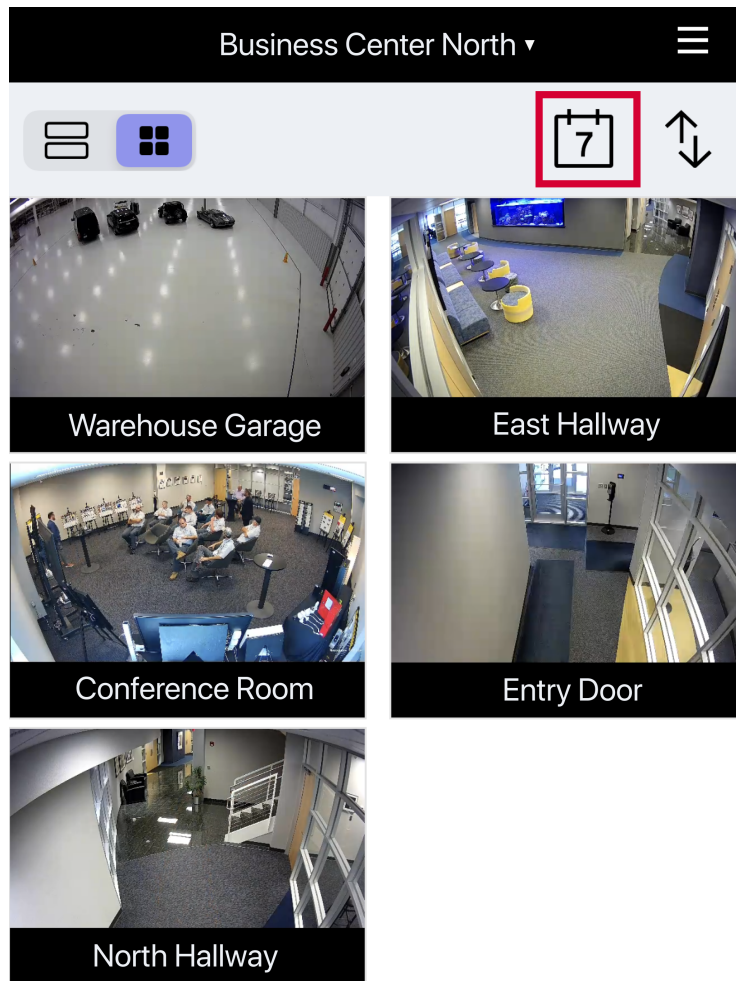 Business Center North ▾
7
Warehouse Garage
East Hallway
Conference Room
Entry Door
North Hallway